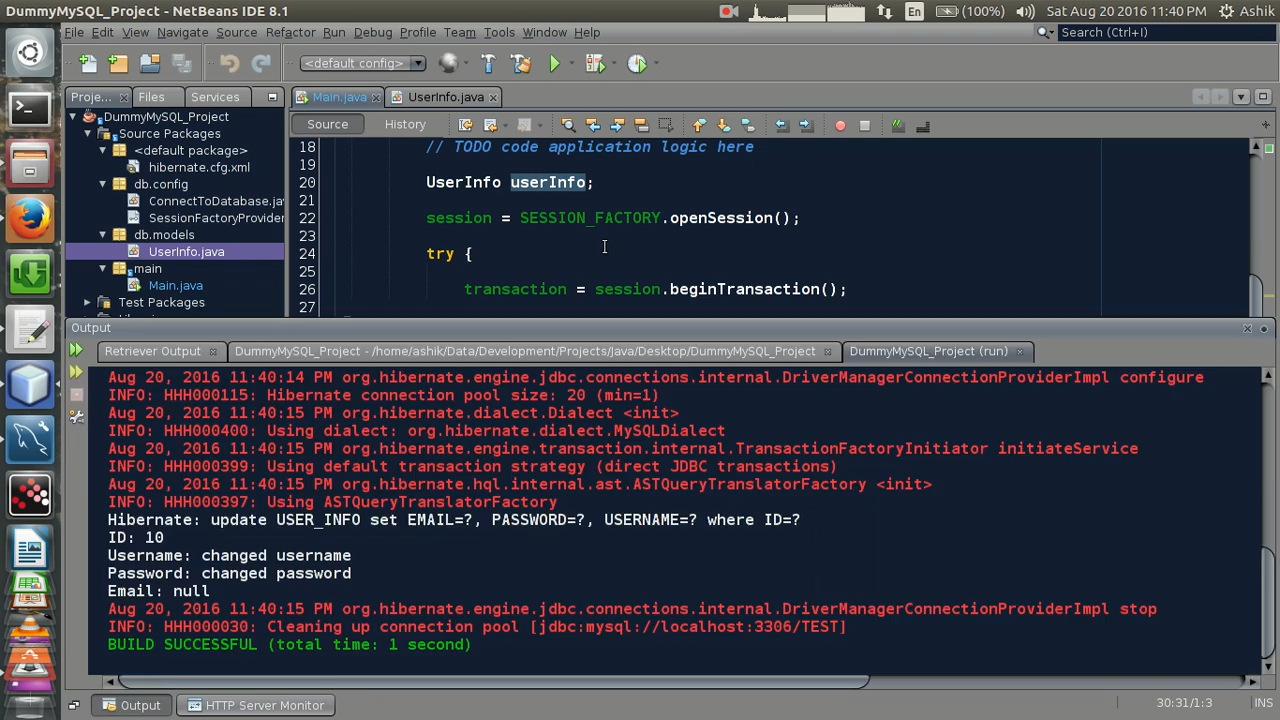 DummyMySQL_Project - NetBeans IDE 8.1
En
(100%)
Sat Aug 20 2016 11:40 PM
Ashik
File Edit View Navigate Source Refactor Run Debug Profile Team Tools Window Help
Search (Ctrl+I)
<default config>
Proje...
Files
Services
Main.java
UserInfo.java
DummyMySQL_Project
Source Packages
<default package>
hibernate.cfg.xml
db.config
ConnectToDatabase.jav
SessionFactoryProvider
db.models
UserInfo.java
main
Main.java
Test Packages
Source
History
18 // TODO code application logic here
19
20 UserInfo userInfo;
21
22 session = SESSION_FACTORY.openSession();
23
24 try {
25
26 transaction = session.beginTransaction();
27
Output
Retriever Output
DummyMySQL_Project - /home/ashik/Data/Development/Projects/Java/Desktop/DummyMySQL_Project
DummyMySQL_Project (run)
Aug 20, 2016 11:40:14 PM org.hibernate.engine.jdbc.connections.internal.DriverManagerConnectionProviderImpl configure
INFO: HHH000115: Hibernate connection pool size: 20 (min=1)
Aug 20, 2016 11:40:15 PM org.hibernate.dialect.Dialect <init>
INFO: HHH000400: Using dialect: org.hibernate.dialect.MySQLDialect
Aug 20, 2016 11:40:15 PM org.hibernate.engine.transaction.internal.TransactionFactoryInitiator initiateService
INFO: HHH000399: Using default transaction strategy (direct JDBC transactions)
Aug 20, 2016 11:40:15 PM org.hibernate.hql.internal.ast.ASTQueryTranslatorFactory <init>
INFO: HHH000397: Using ASTQueryTranslatorFactory
Hibernate: update USER_INFO set EMAIL=?, PASSWORD=?, USERNAME=? where ID=?
ID: 10
Username: changed username
Password: changed password
Email: null
Aug 20, 2016 11:40:15 PM org.hibernate.engine.jdbc.connections.internal.DriverManagerConnectionProviderImpl stop
INFO: HHH000030: Cleaning up connection pool [jdbc:mysql://localhost:3306/TEST]
BUILD SUCCESSFUL (total time: 1 second)
Output
HTTP Server Monitor
30:31/1:3
INS